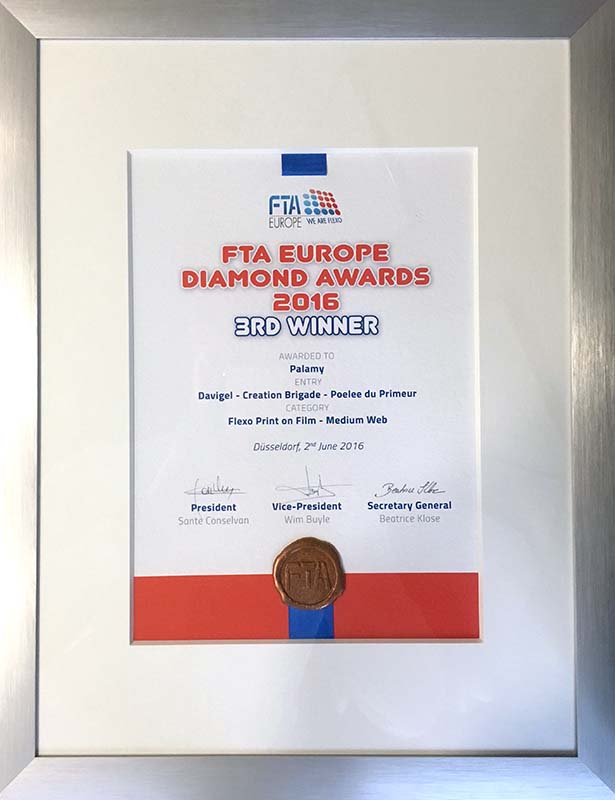 FTA
EUROPE WE ARE FLEXO
FTA EUROPE
DIAMOND AWARDS
2016
3RD WINNER
AWARDED TO
Palamy
ENTRY
Davigel - Creation Brigade - Poelee du Primeur
CATEGORY
Flexo Print on Film - Medium Web
Düsseldorf, 2nd June 2016
President Vice-President Secretary General
Santé Conselvan Wim Buyle Beatrice Klose
FTA